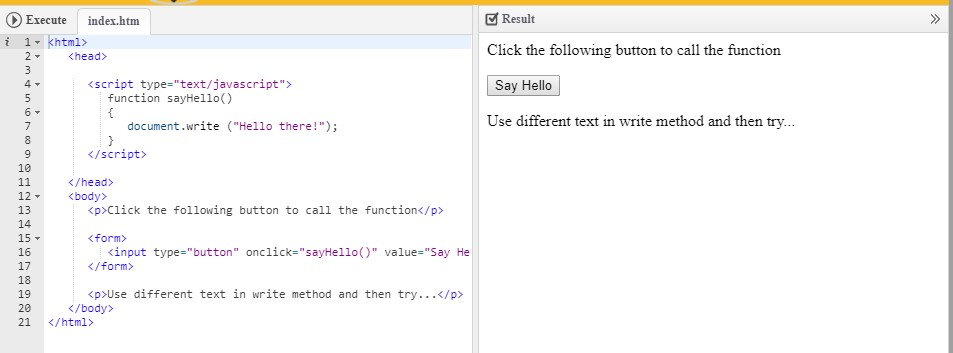 Execute
index.htm
Result
i 1 <html>
2 <head>
3
4 <script type="text/javascript">
5 function sayHello()
6 {
7 document.write ("Hello there!");
8 }
9 </script>
10
11 </head>
12 <body>
13 <p>Click the following button to call the function</p>
14
15 <form>
16 <input type="button" onclick="sayHello()" value="Say He
17 </form>
18
19 <p>Use different text in write method and then try...</p>
20 </body>
21 </html>
Click the following button to call the function
Say Hello
Use different text in write method and then try...